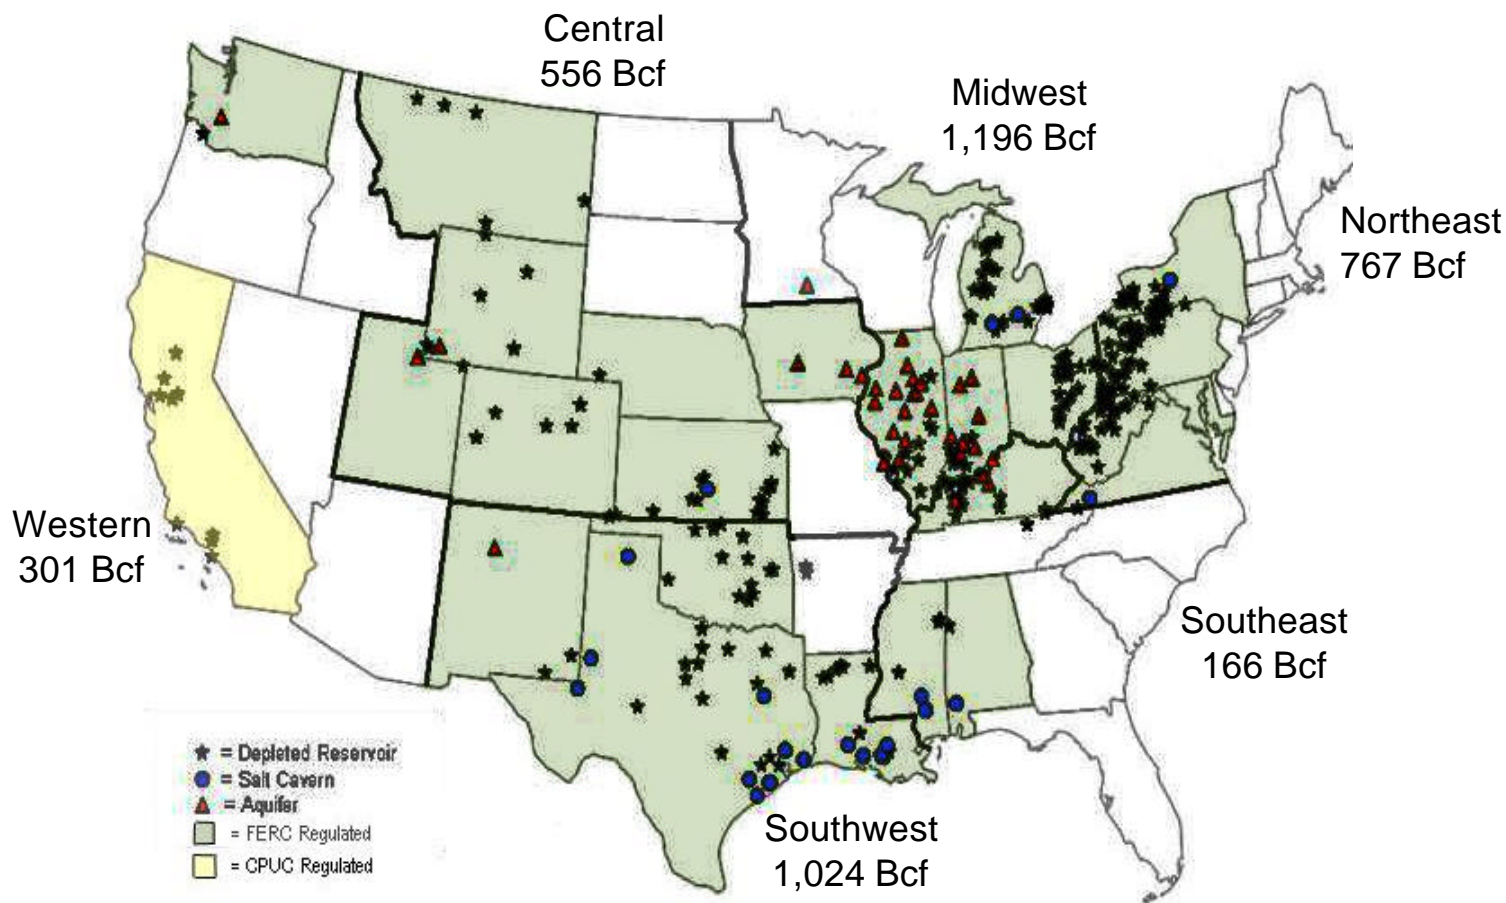 Central
556 Bcf
Midwest
1,196 Bcf
Northeast
767 Bcf
Western
301 Bcf
Southeast
166 Bcf
Southwest
1,024 Bcf
= Depleted Reservoir
= Salt Cavern
= Aquifer
= FERC Regulated
= CPUC Regulated